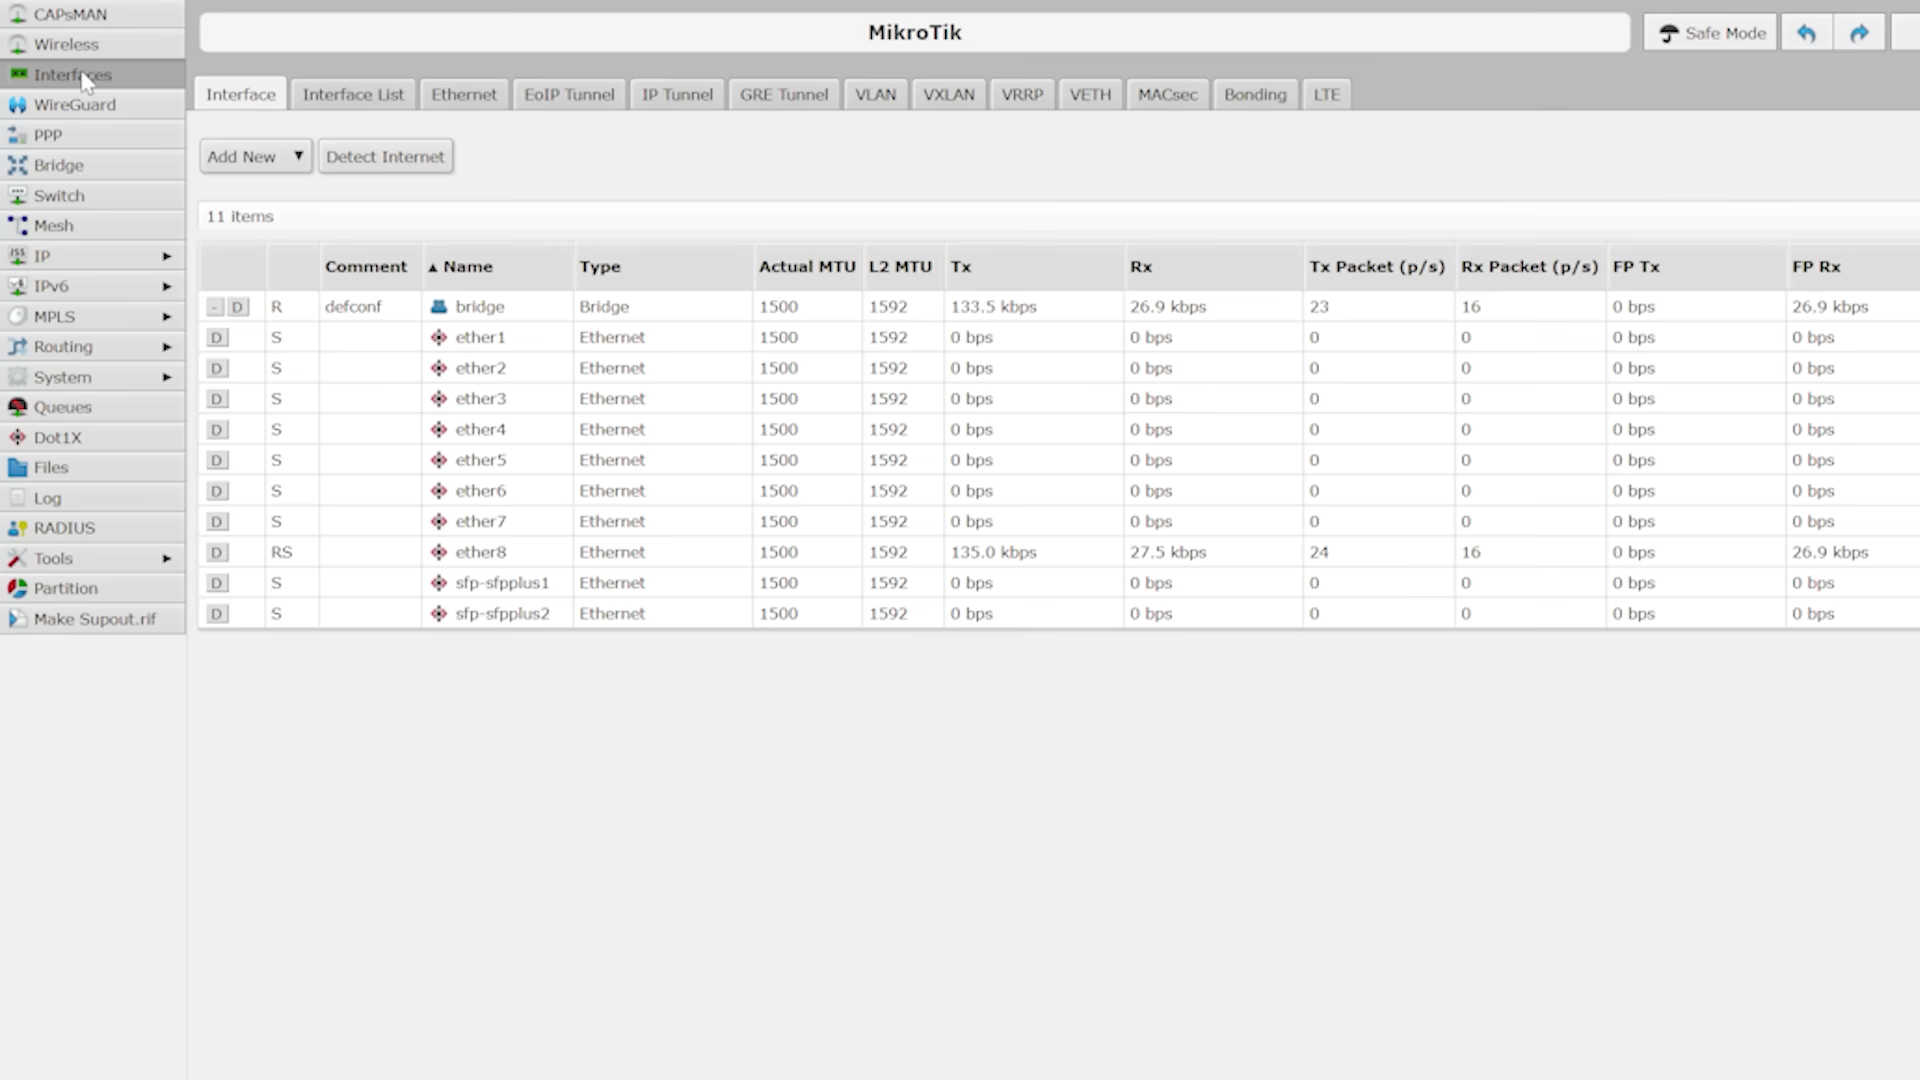 CAPsMAN
Wireless
Interfaces
WireGuard
PPP
Bridge
Switch
Mesh
IP
IPv6
MPLS
Routing
System
Queues
Dot1X
Files
Log
RADIUS
Tools
Partition
Make Supout.rif
MikroTik
Safe Mode
Interface Interface List Ethernet EoIP Tunnel IP Tunnel GRE Tunnel VLAN VXLAN VRRP VETH MACsec Bonding LTE
Add New ▼ Detect Internet
11 items
Comment ▲ Name Type Actual MTU L2 MTU Tx Rx Tx Packet (p/s) Rx Packet (p/s) FP Tx FP Rx
- D R defconf bridge Bridge 1500 1592 133.5 kbps 26.9 kbps 23 16 0 bps 26.9 kbps
D S ether1 Ethernet 1500 1592 0 bps 0 bps 0 0 0 bps 0 bps
D S ether2 Ethernet 1500 1592 0 bps 0 bps 0 0 0 bps 0 bps
D S ether3 Ethernet 1500 1592 0 bps 0 bps 0 0 0 bps 0 bps
D S ether4 Ethernet 1500 1592 0 bps 0 bps 0 0 0 bps 0 bps
D S ether5 Ethernet 1500 1592 0 bps 0 bps 0 0 0 bps 0 bps
D S ether6 Ethernet 1500 1592 0 bps 0 bps 0 0 0 bps 0 bps
D S ether7 Ethernet 1500 1592 0 bps 0 bps 0 0 0 bps 0 bps
D RS ether8 Ethernet 1500 1592 135.0 kbps 27.5 kbps 24 16 0 bps 26.9 kbps
D S sfp-sfpplus1 Ethernet 1500 1592 0 bps 0 bps 0 0 0 bps 0 bps
D S sfp-sfpplus2 Ethernet 1500 1592 0 bps 0 bps 0 0 0 bps 0 bps